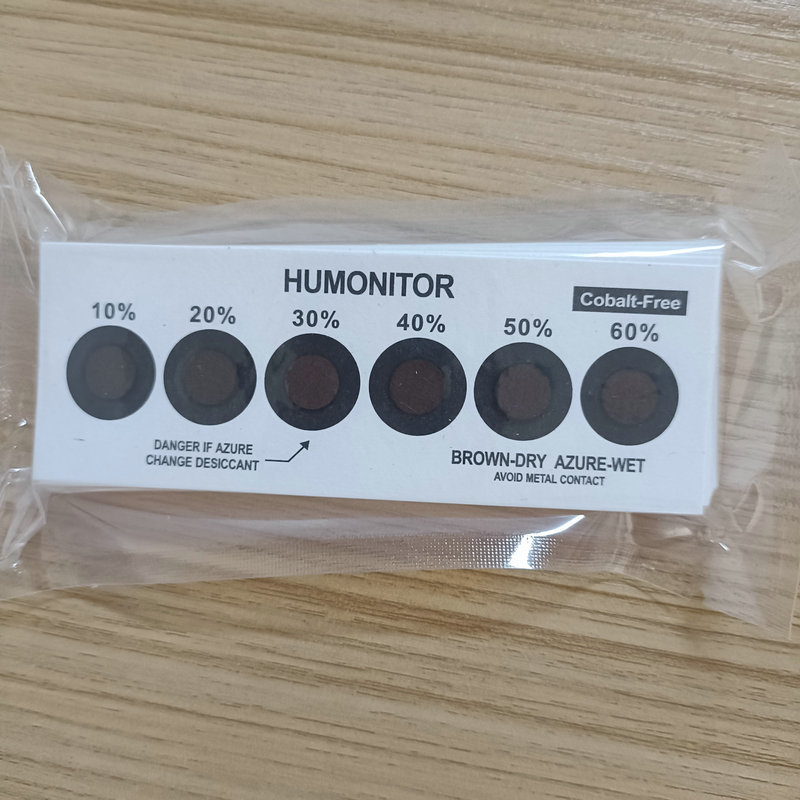 HUMONITOR
Cobalt-Free
10% 20% 30% 40% 50% 60%
DANGER IF AZURE
CHANGE DESICCANT
BROWN-DRY AZURE-WET
AVOID METAL CONTACT